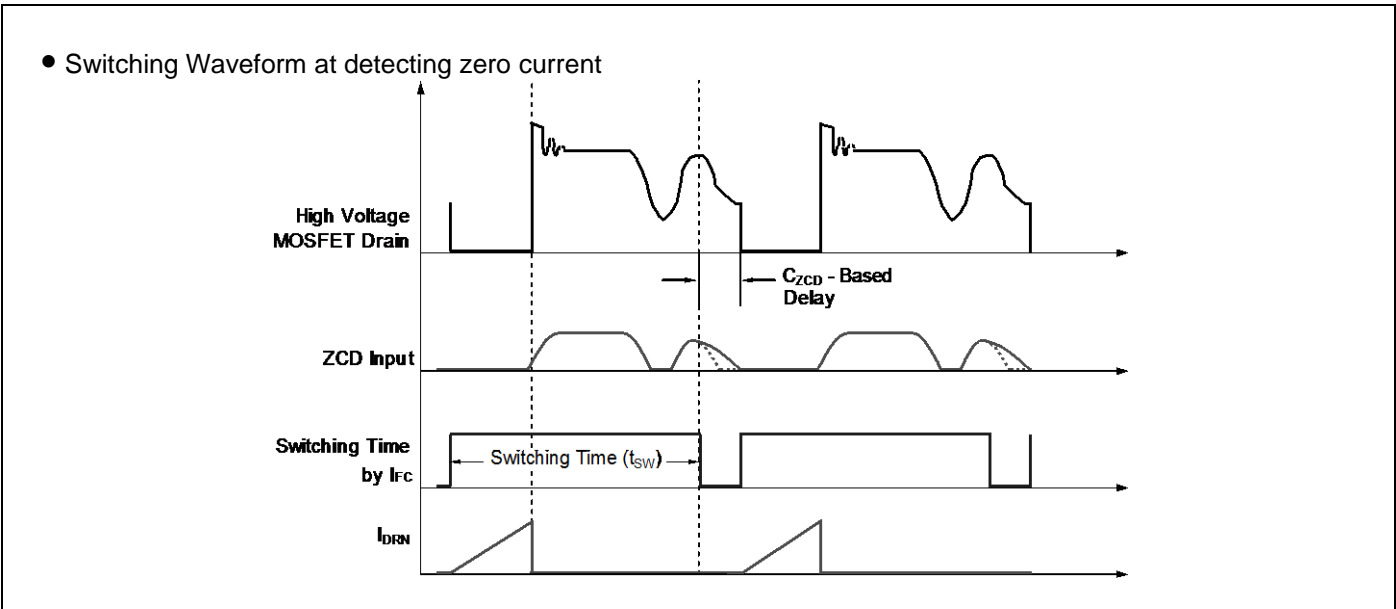 • Switching Waveform at detecting zero current
High Voltage
MOSFET Drain
CZCD - Based
Delay
ZCD Input
Switching Time
by IFC
Switching Time (tSW)
IDRN